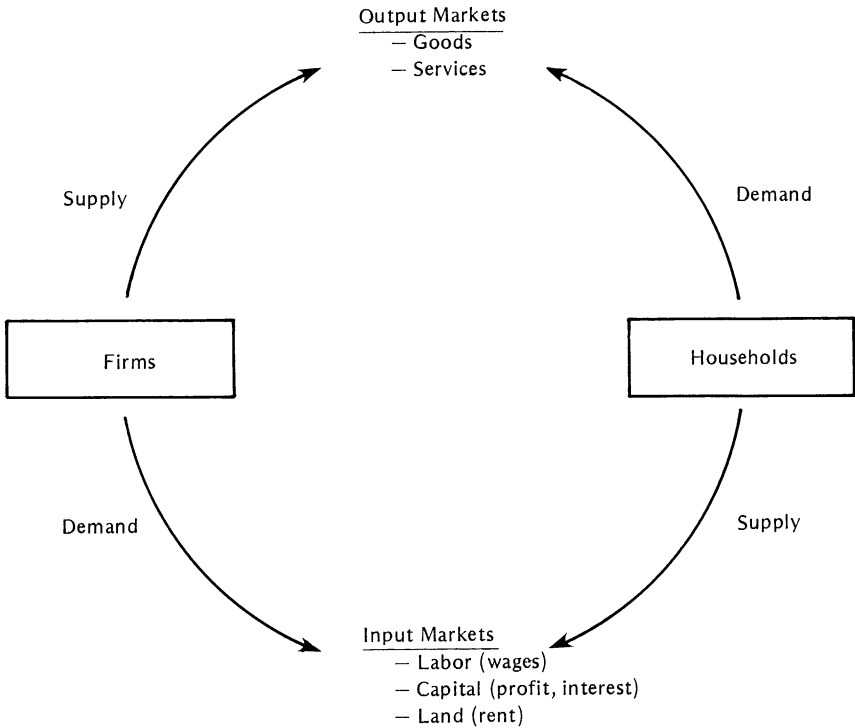 Output Markets
— Goods
— Services
Supply
Demand
Firms
Households
Demand
Supply
Input Markets
— Labor (wages)
— Capital (profit, interest)
— Land (rent)